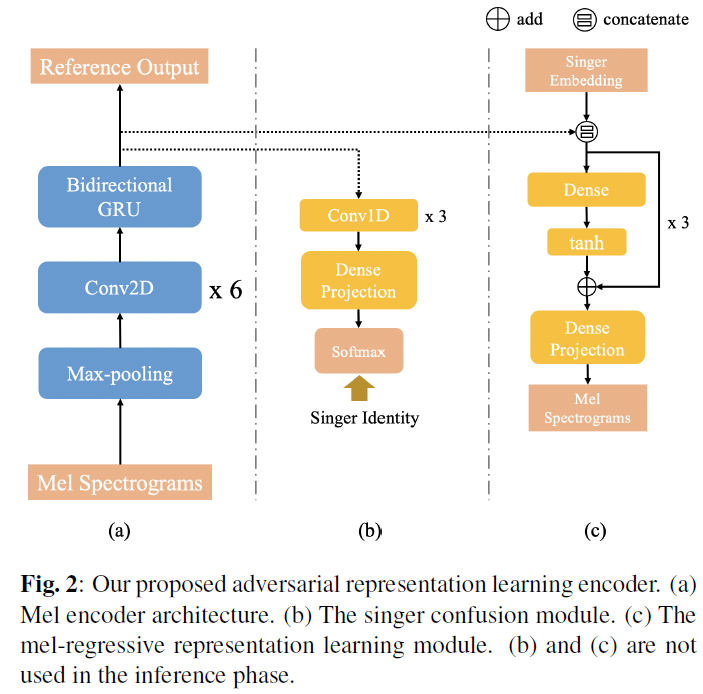 add
concatenate
Reference Output
Bidirectional
GRU
Conv2D
x 6
Max-pooling
Mel Spectrograms
(a)
Conv1D
x 3
Dense
Projection
Softmax
Singer Identity
(b)
Singer
Embedding
Dense
tanh
x 3
Dense
Projection
Mel
Spectrograms
(c)
Fig. 2: Our proposed adversarial representation learning encoder. (a)
Mel encoder architecture. (b) The singer confusion module. (c) The
mel-regressive representation learning module. (b) and (c) are not
used in the inference phase.